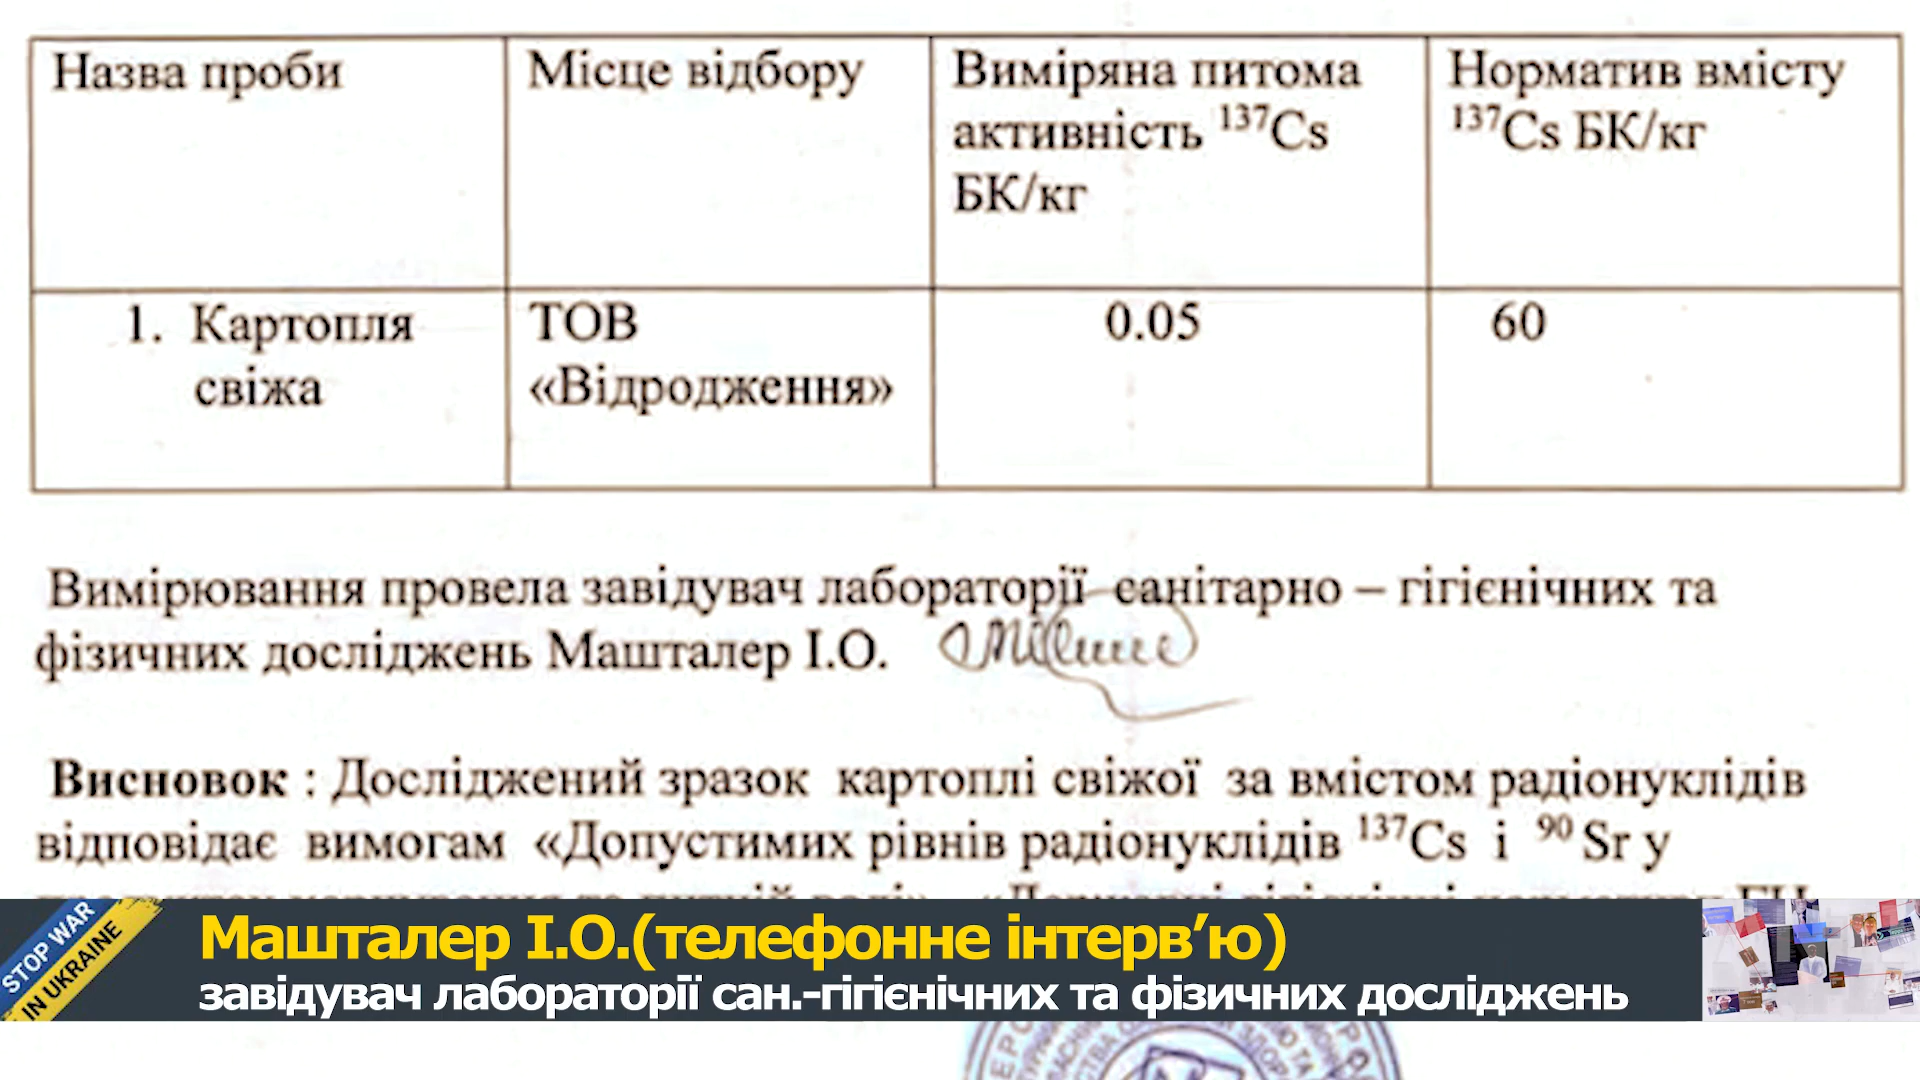 Назва проби
Місце відбору
Виміряна питома
активність ¹³⁷Cs
БК/кг
Норматив вмісту
¹³⁷Cs БК/кг
1. Картопля
свіжа
ТОВ
«Відродження»
0.05
60
Вимірювання провела завідувач лабораторії санітарно – гігієнічних та
фізичних досліджень Машталер І.О.
Висновок : Досліджений зразок картоплі свіжої за вмістом радіонуклідів
відповідає вимогам «Допустимих рівнів радіонуклідів ¹³⁷Cs і ⁹⁰ Sr у
STOP WAR
IN UKRAINE
Машталер І.О.(телефонне інтерв’ю)
завідувач лабораторії сан.-гігієнічних та фізичних досліджень